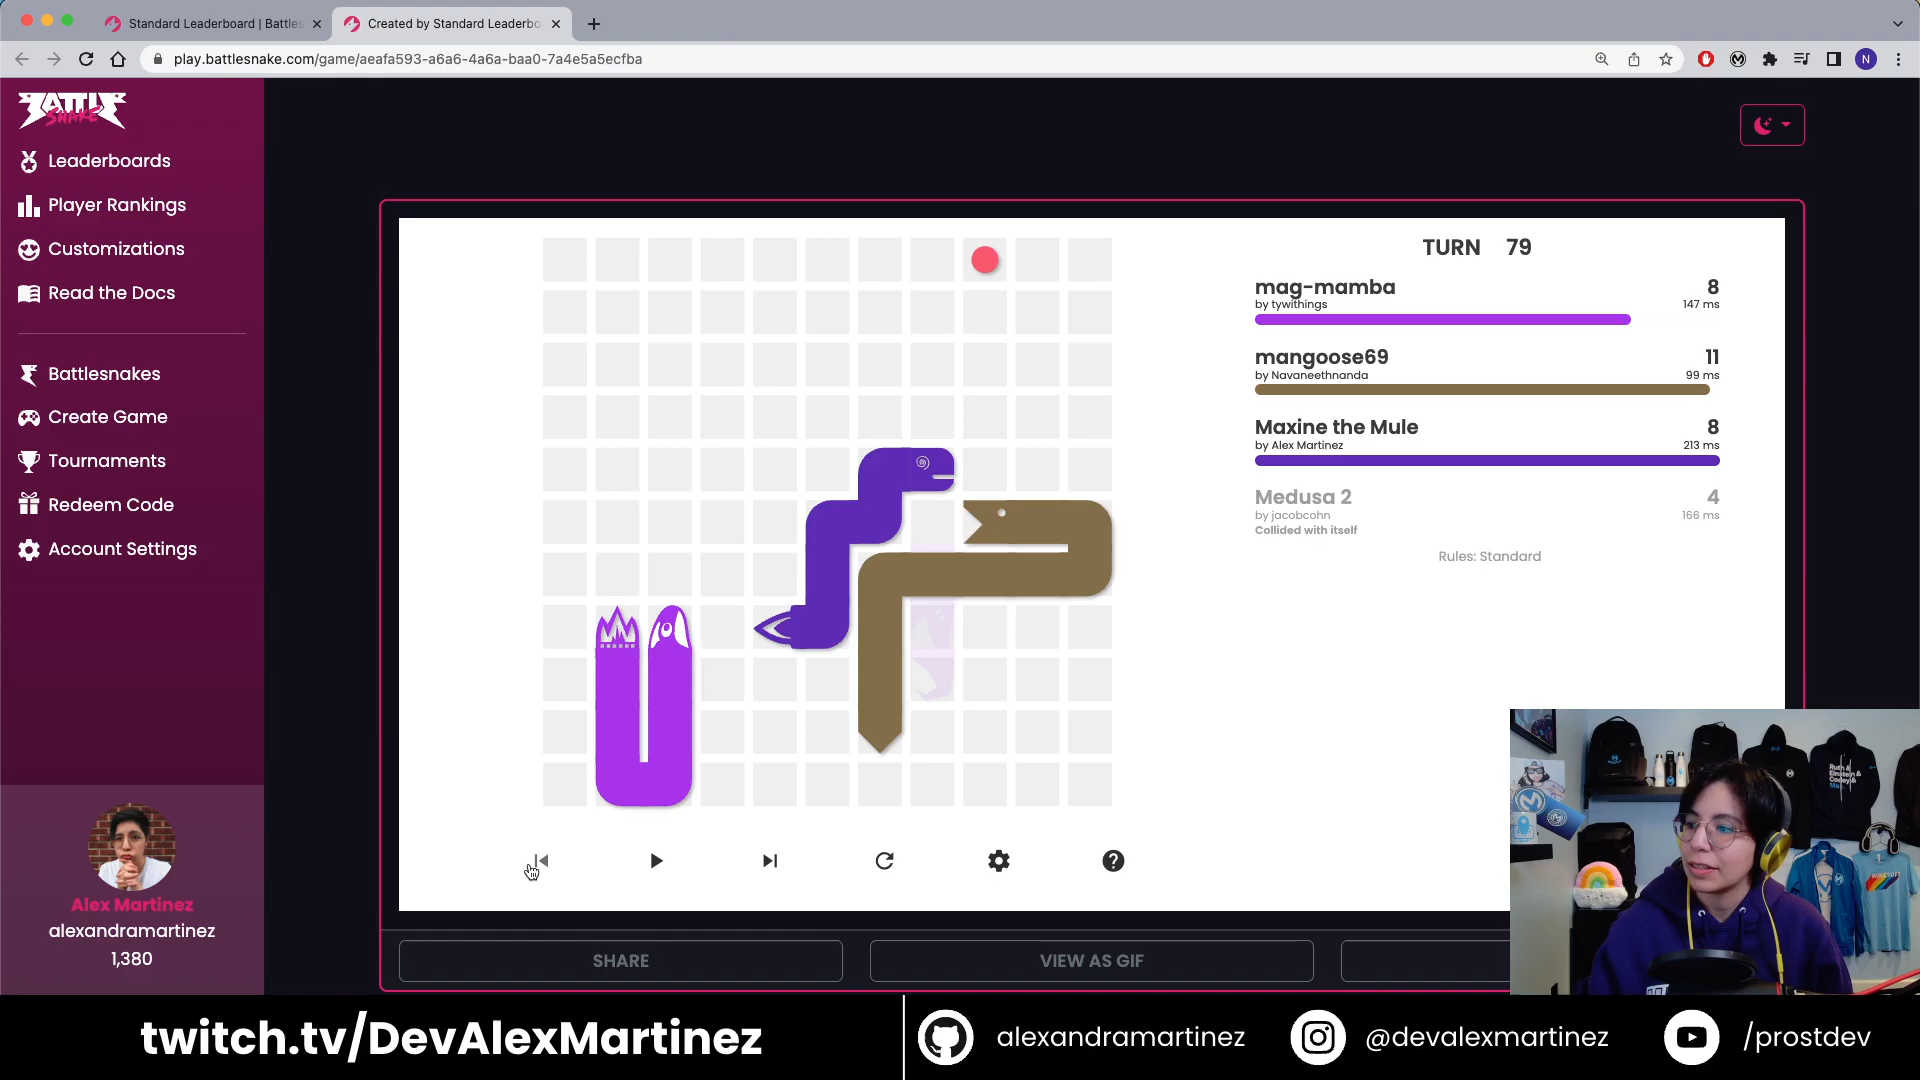 Standard Leaderboard | Battles
Created by Standard Leaderbo
play.battlesnake.com/game/aeafa593-a6a6-4a6a-baa0-7a4e5a5ecfba
N
BATTLE
SNAKE
Leaderboards
Player Rankings
Customizations
Read the Docs
Battlesnakes
Create Game
Tournaments
Redeem Code
Account Settings
Alex Martinez
alexandramartinez
1,380
TURN 79
mag-mamba 8
by tywithings 147 ms
mangoose69 11
by Navaneethnanda 99 ms
Maxine the Mule 8
by Alex Martinez 213 ms
Medusa 2 4
by jacobcohn 166 ms
Collided with itself
Rules: Standard
SHARE
VIEW AS GIF
twitch.tv/DevAlexMartinez
alexandramartinez
@devalexmartinez
/prostdev